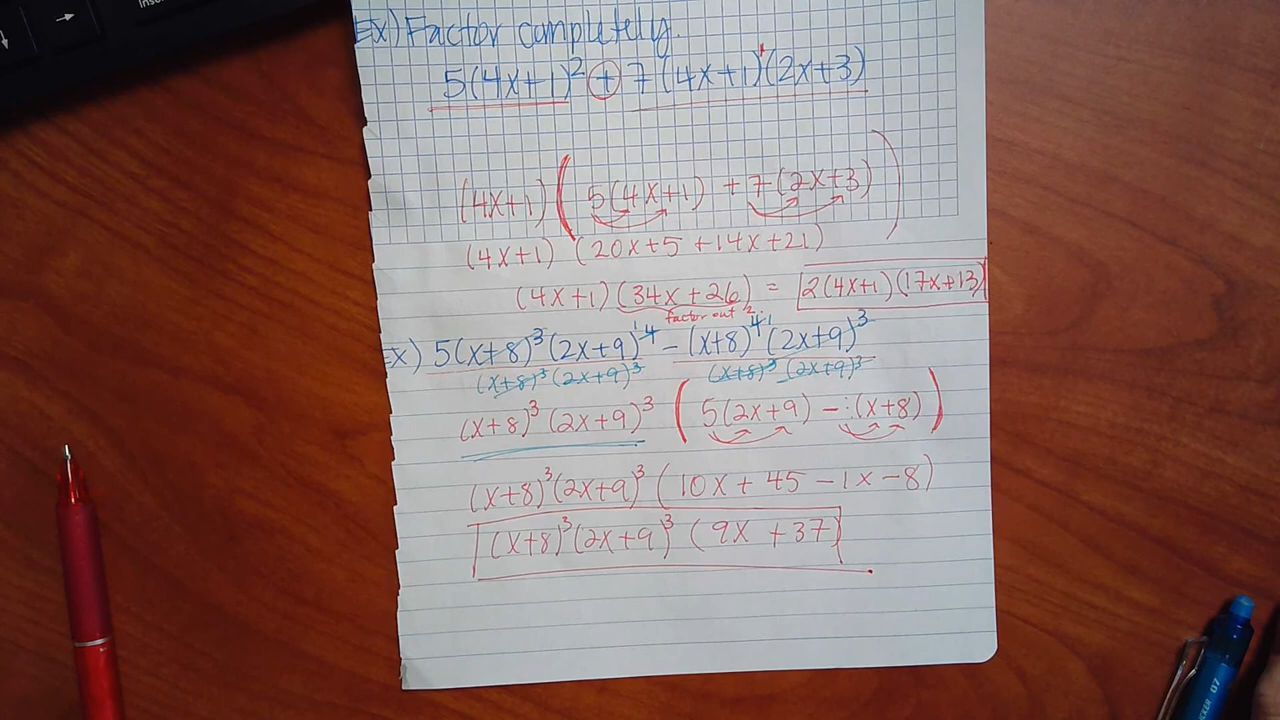 Ex) Factor completely.
5(4x+1)² + 7(4x+1)¹(2x+3)
(4x+1)(5(4x+1) + 7(2x+3))
(4x+1) (20x+5 +14x+21)
(4x+1)(34x+26) = 2(4x+1)(17x+13)
factor out 2.
Ex) 5(x+8)³(2x+9)⁴ - (x+8)⁴(2x+9)³
(x+8)³(2x+9)³ (x+8)³(2x+9)³
(x+8)³(2x+9)³ (5(2x+9) - (x+8))
(x+8)³(2x+9)³(10x + 45 - 1x - 8)
(x+8)³(2x+9)³ (9x + 37)
07